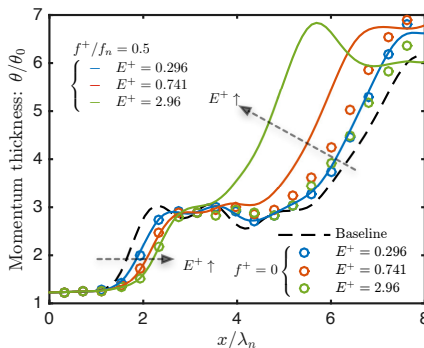 7
6
5
4
3
2
1
Momentum thickness: θ/θ₀
f⁺/fₙ = 0.5
E⁺ = 0.296
E⁺ = 0.741
E⁺ = 2.96
E⁺ ↑
E⁺ ↑
Baseline
f⁺ = 0
E⁺ = 0.296
E⁺ = 0.741
E⁺ = 2.96
0 2 4 6 8
x/λₙ